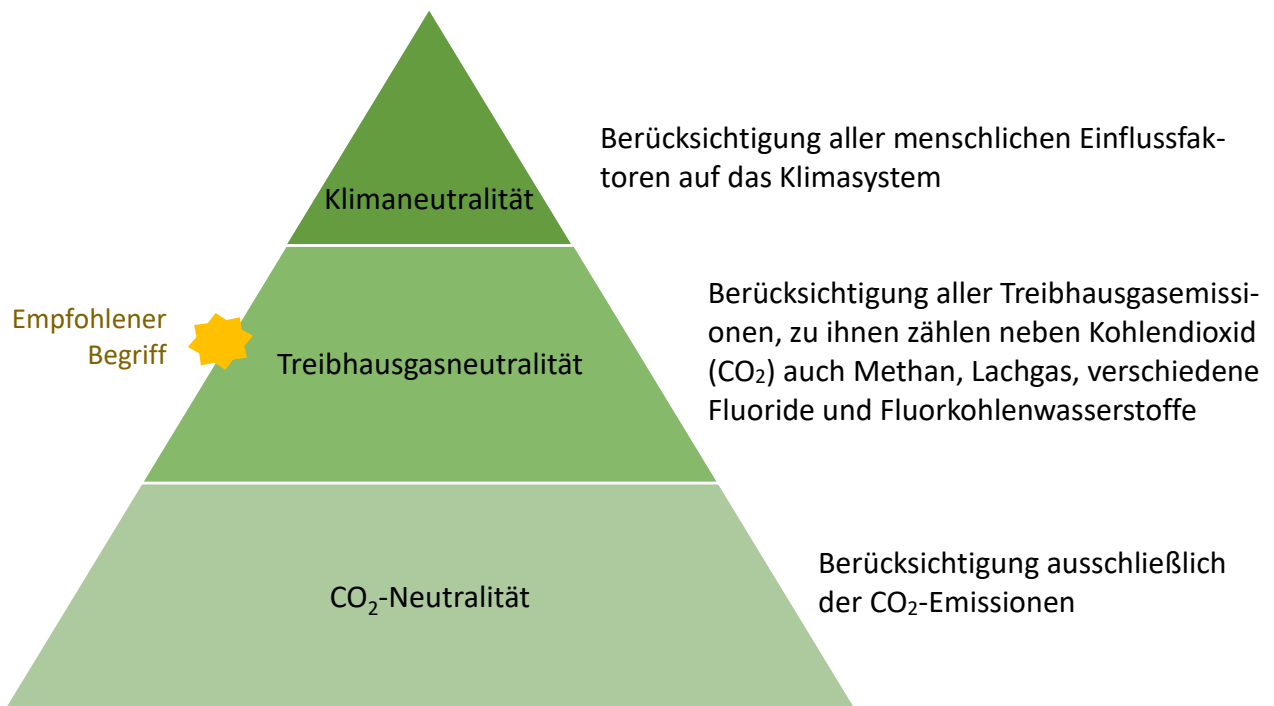 Berücksichtigung aller menschlichen Einflussfak-
toren auf das Klimasystem
Klimaneutralität
Empfohlener
Begriff
Treibhausgasneutralität
Berücksichtigung aller Treibhausgasemissi-
onen, zu ihnen zählen neben Kohlendioxid
(CO₂) auch Methan, Lachgas, verschiedene
Fluoride und Fluorkohlenwasserstoffe
CO₂-Neutralität
Berücksichtigung ausschließlich
der CO₂-Emissionen